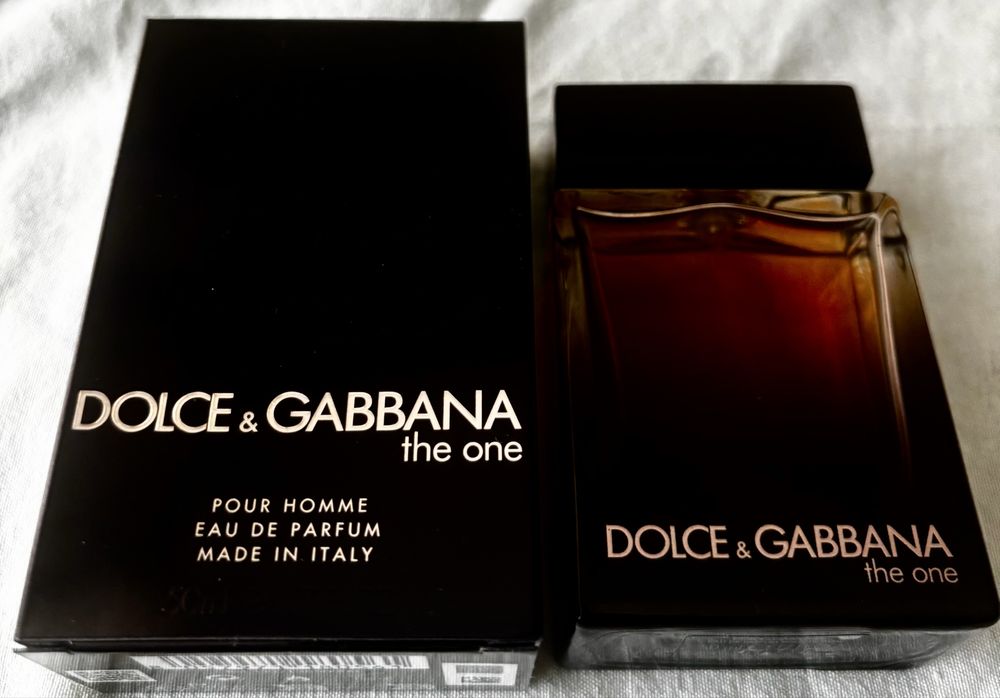 DOLCE & GABBANA
the one
POUR HOMME
EAU DE PARFUM
MADE IN ITALY
DOLCE & GABBANA
the one